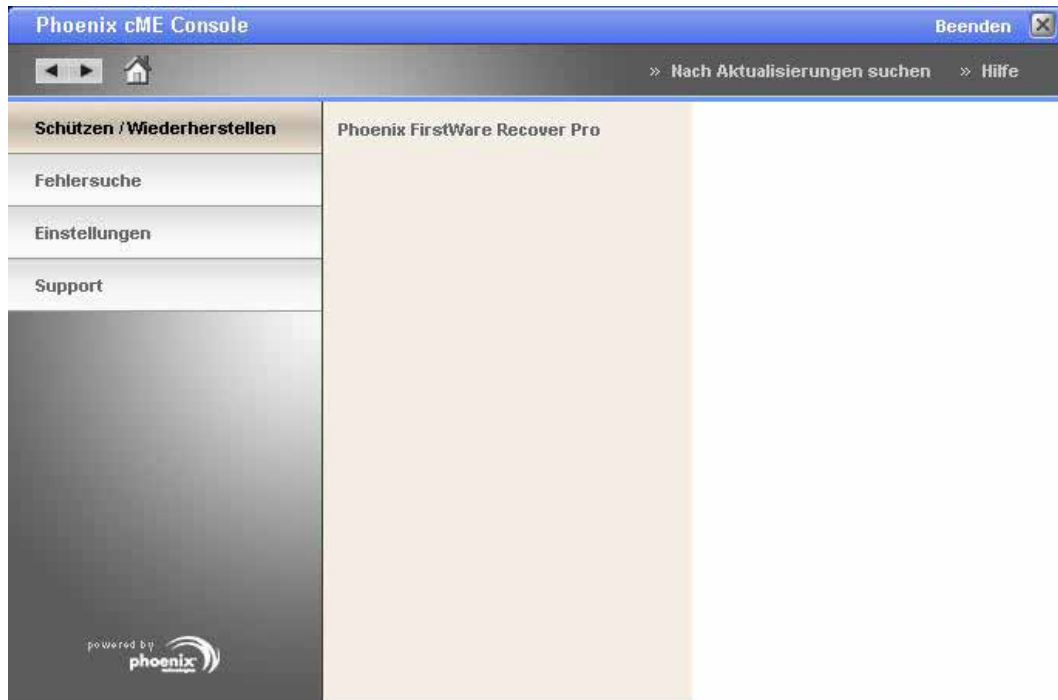 Phoenix cME Console
Beenden
» Nach Aktualisierungen suchen » Hilfe
Schützen / Wiederherstellen
Phoenix FirstWare Recover Pro
Fehlersuche
Einstellungen
Support
powered by
phoenix
technologies